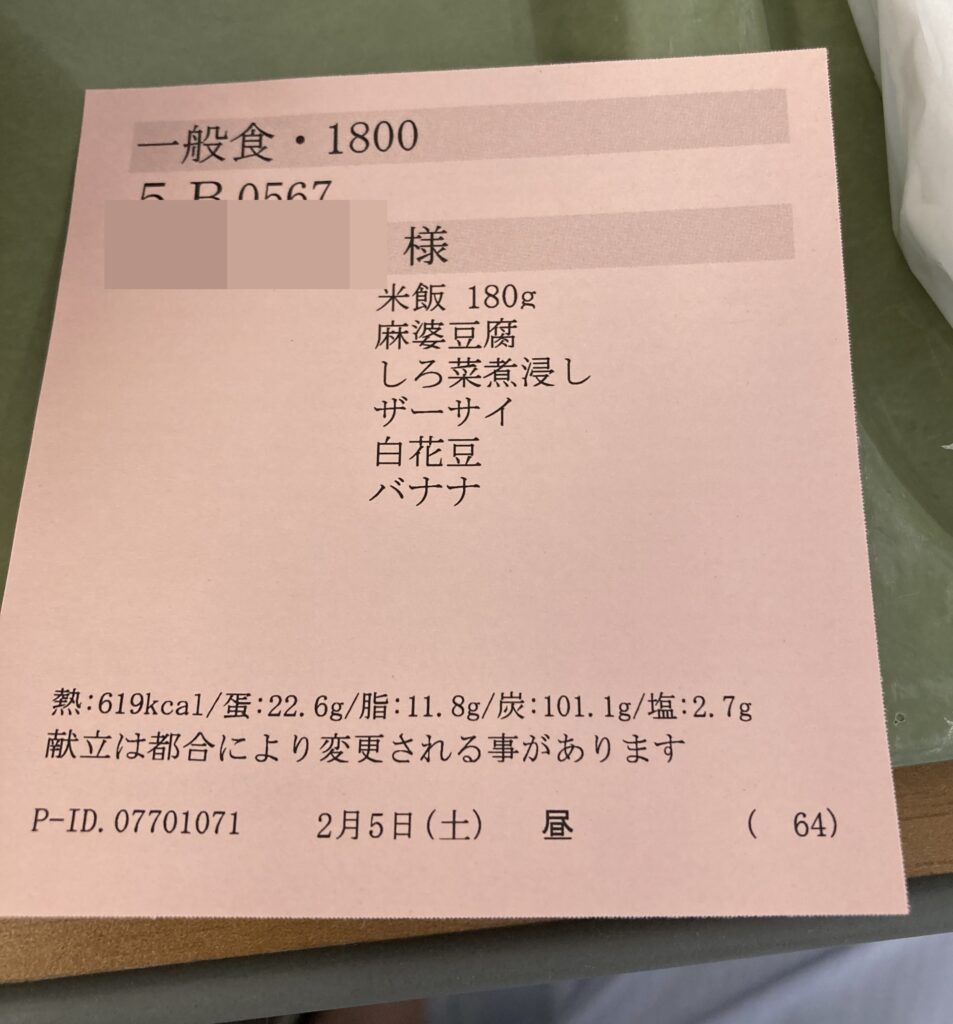 一般食・1800
5 B 0567
様
米飯 180g
麻婆豆腐
しろ菜煮浸し
ザーサイ
白花豆
バナナ
熱:619kcal/蛋:22.6g/脂:11.8g/炭:101.1g/塩:2.7g
献立は都合により変更される事があります
P-ID.07701071 2月5日(土) 昼 ( 64)